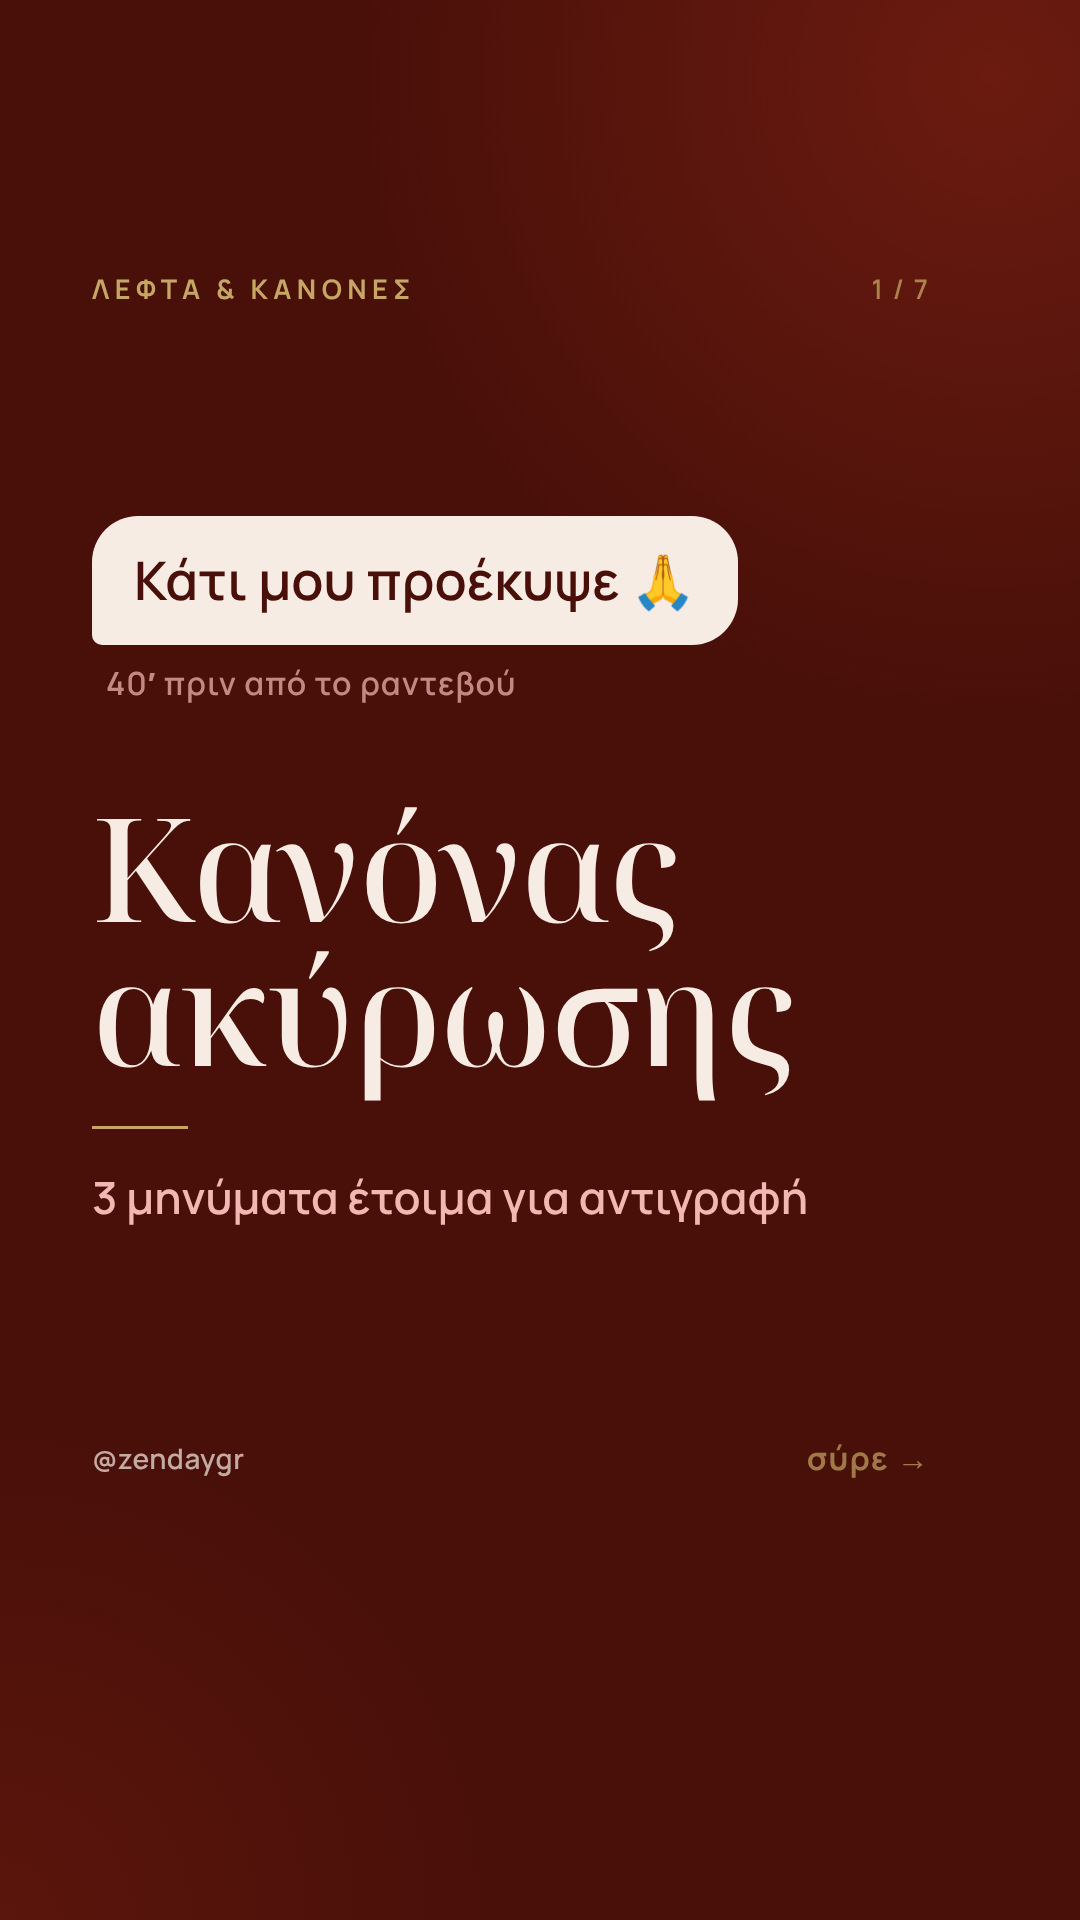 ΛΕΦΤΑ & ΚΑΝΟΝΕΣ
1 / 7
Κάτι μου προέκυψε 🙏
40′ πριν από το ραντεβού
Κανόνας
ακύρωσης
3 μηνύματα έτοιμα για αντιγραφή
@zendaygr
σύρε →